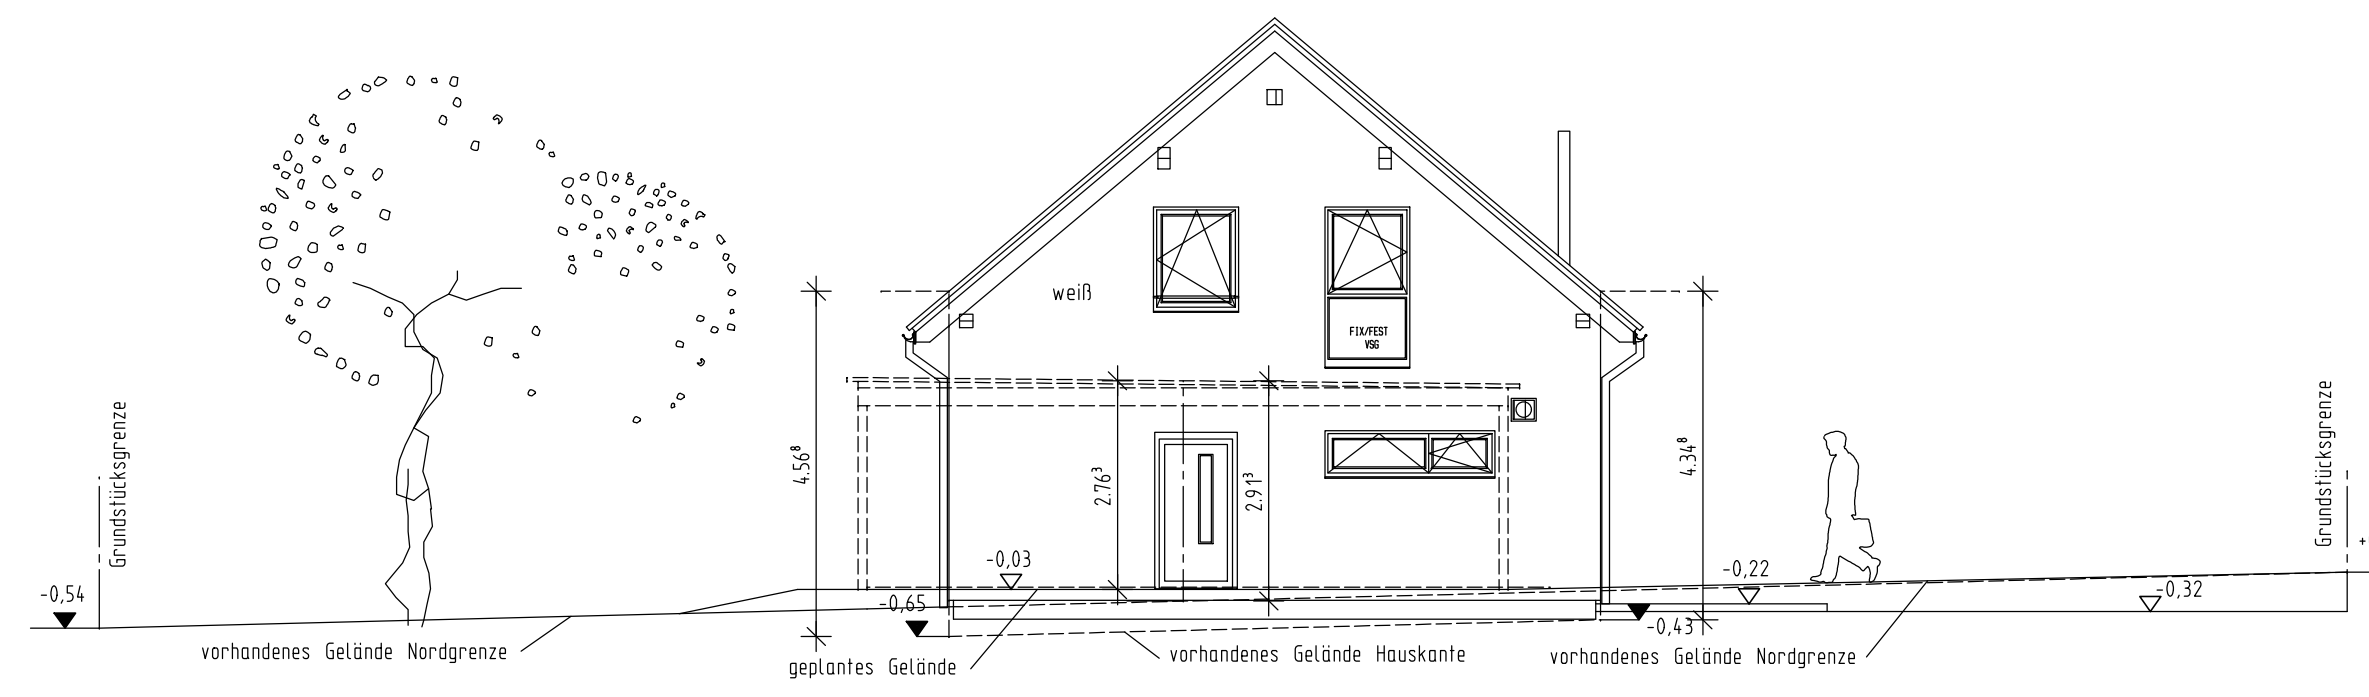 weiß
FIX/FEST
VSG
Grundstücksgrenze
4.56⁸
2.76³
2.91³
4.34⁸
Grundstücksgrenze
-0,54
-0,03
-0,65
-0,22
-0,32
-0,43
vorhandenes Gelände Nordgrenze
geplantes Gelände
vorhandenes Gelände Hauskante
vorhandenes Gelände Nordgrenze